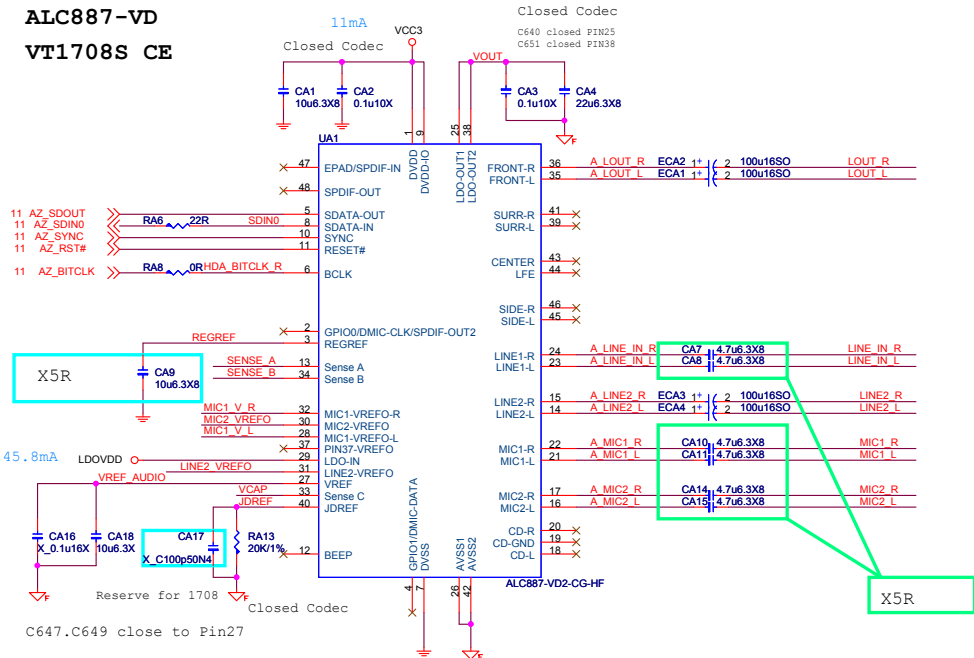 ALC887-VD
VT1708S CE
11mA
Closed Codec
VCC3
Closed Codec
C640 closed PIN25
C651 closed PIN38
VOUT
CA1
10u6.3X8
CA2
0.1u10X
CA3
0.1u10X
CA4
22u6.3X8
F
UA1
1
9
25
38
DVDD
DVDD-IO
LDO-OUT1
LDO-OUT2
47 EPAD/SPDIF-IN
48 SPDIF-OUT
11 AZ_SDOUT 5 SDATA-OUT
11 AZ_SDIN0 RA6 22R SDIN0 8 SDATA-IN
11 AZ_SYNC 10 SYNC
11 AZ_RST# 11 RESET#
11 AZ_BITCLK RA8 0R HDA_BITCLK_R 6 BCLK
2 GPIO0/DMIC-CLK/SPDIF-OUT2
REGREF 3 REGREF
X5R
CA9
10u6.3X8
SENSE_A 13 Sense A
SENSE_B 34 Sense B
MIC1_V_R 32 MIC1-VREFO-R
MIC2_VREFO 30 MIC2-VREFO
MIC1_V_L 28 MIC1-VREFO-L
37 PIN37-VREFO
45.8mA LDOVDD 29 LDO-IN
LINE2_VREFO 31 LINE2-VREFO
VREF_AUDIO 27 VREF
VCAP 33 Sense C
JDREF 40 JDREF
12 BEEP
CA16
X_0.1u16X
CA18
10u6.3X
CA17
X_C100p50N4
RA13
20K/1%
F
F
Reserve for 1708
Closed Codec
C647.C649 close to Pin27
FRONT-R 36 A_LOUT_R ECA2 1 + 2 100u16SO LOUT_R
FRONT-L 35 A_LOUT_L ECA1 1 + 2 100u16SO LOUT_L
SURR-R 41
SURR-L 39
CENTER 43
LFE 44
SIDE-R 46
SIDE-L 45
LINE1-R 24 A_LINE_IN_R CA7 4.7u6.3X8 LINE_IN_R
LINE1-L 23 A_LINE_IN_L CA8 4.7u6.3X8 LINE_IN_L
LINE2-R 15 A_LINE2_R ECA3 1 + 2 100u16SO LINE2_R
LINE2-L 14 A_LINE2_L ECA4 1 + 2 100u16SO LINE2_L
MIC1-R 22 A_MIC1_R CA10 4.7u6.3X8 MIC1_R
MIC1-L 21 A_MIC1_L CA11 4.7u6.3X8 MIC1_L
MIC2-R 17 A_MIC2_R CA14 4.7u6.3X8 MIC2_R
MIC2-L 16 A_MIC2_L CA15 4.7u6.3X8 MIC2_L
CD-R 20
CD-GND 19
CD-L 18
GPIO1/DMIC-DATA
DVSS
AVSS1
AVSS2
4
7
26
42
ALC887-VD2-CG-HF
X5R
F